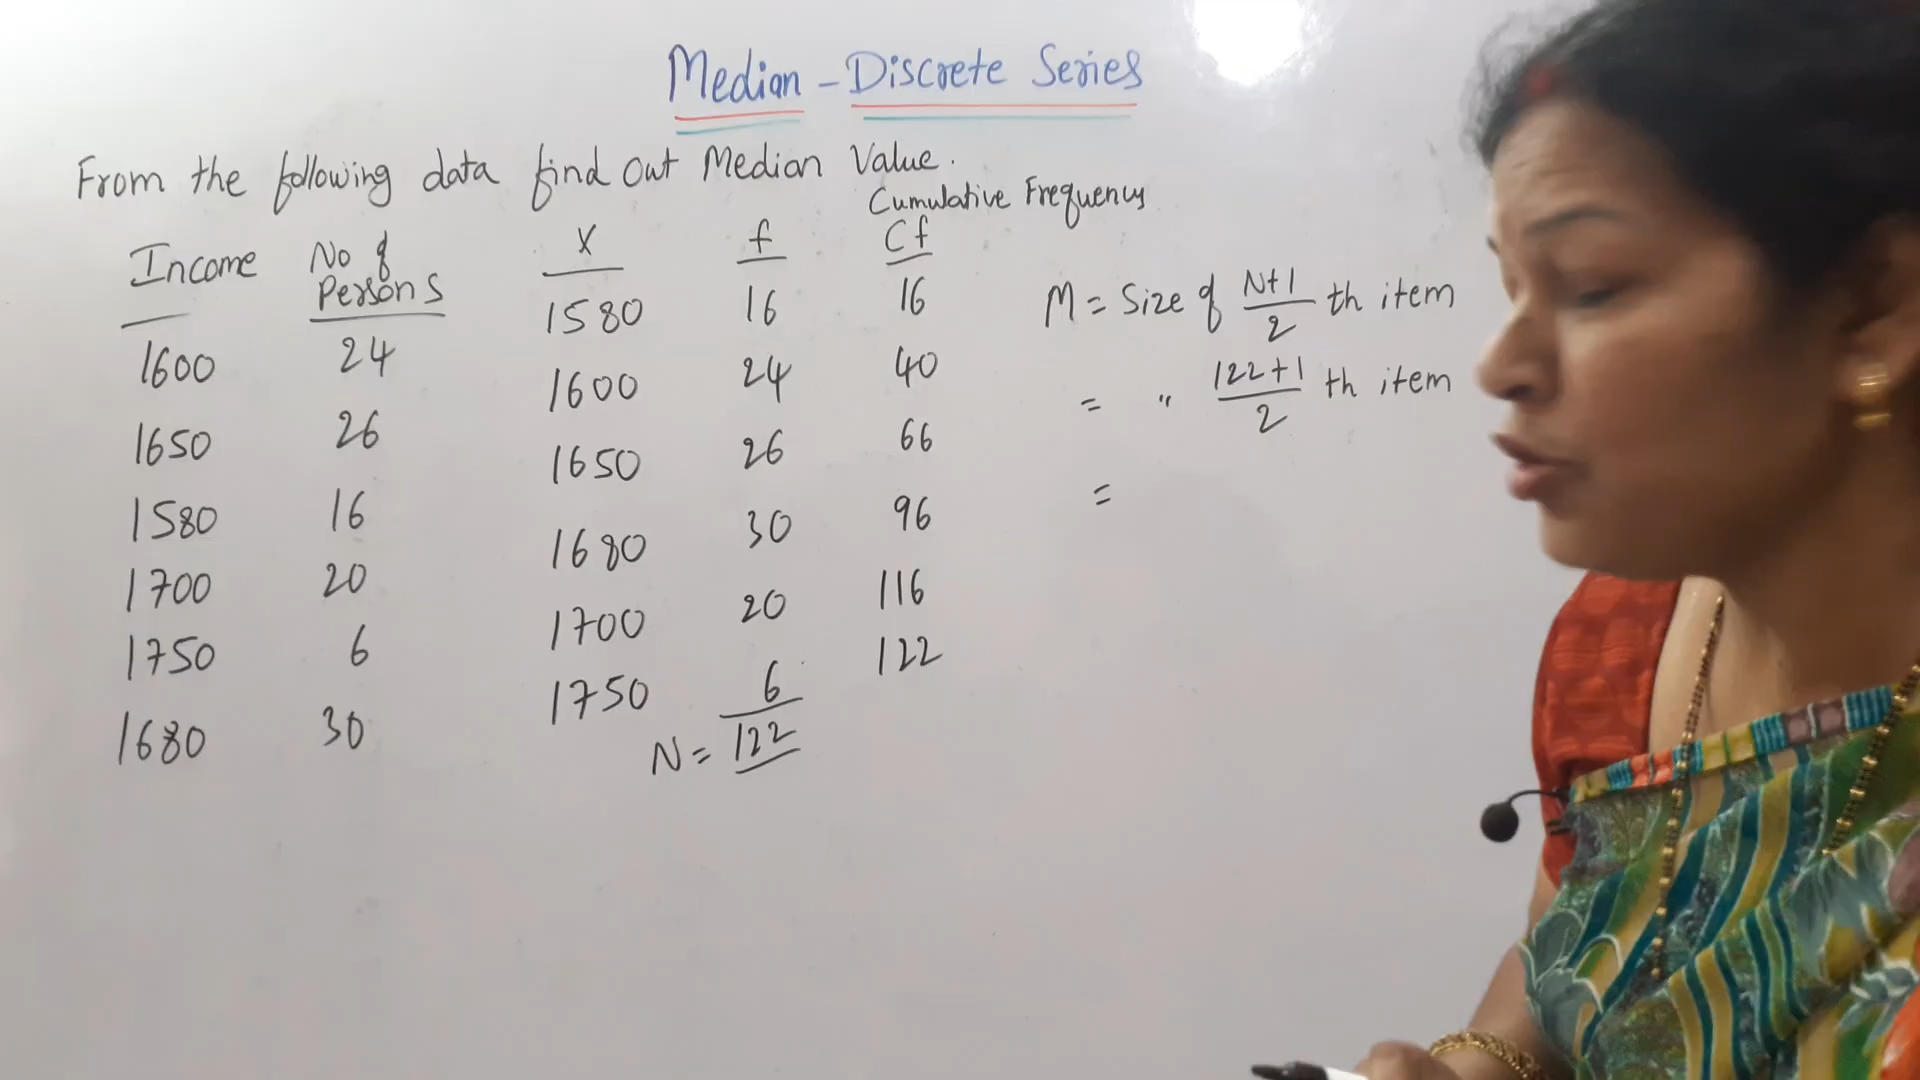 Median - Discrete Series
From the following data find out Median Value.
Cumulative Frequency
Income No of Persons X f Cf
1580 16 16
1600 24 1600 24 40
1650 26 1650 26 66
1580 16 1680 30 96
1700 20 1700 20 116
1750 6 1750 6 122
1680 30 N = 122
M = Size of N+1/2 th item
= " 122+1/2 th item
=